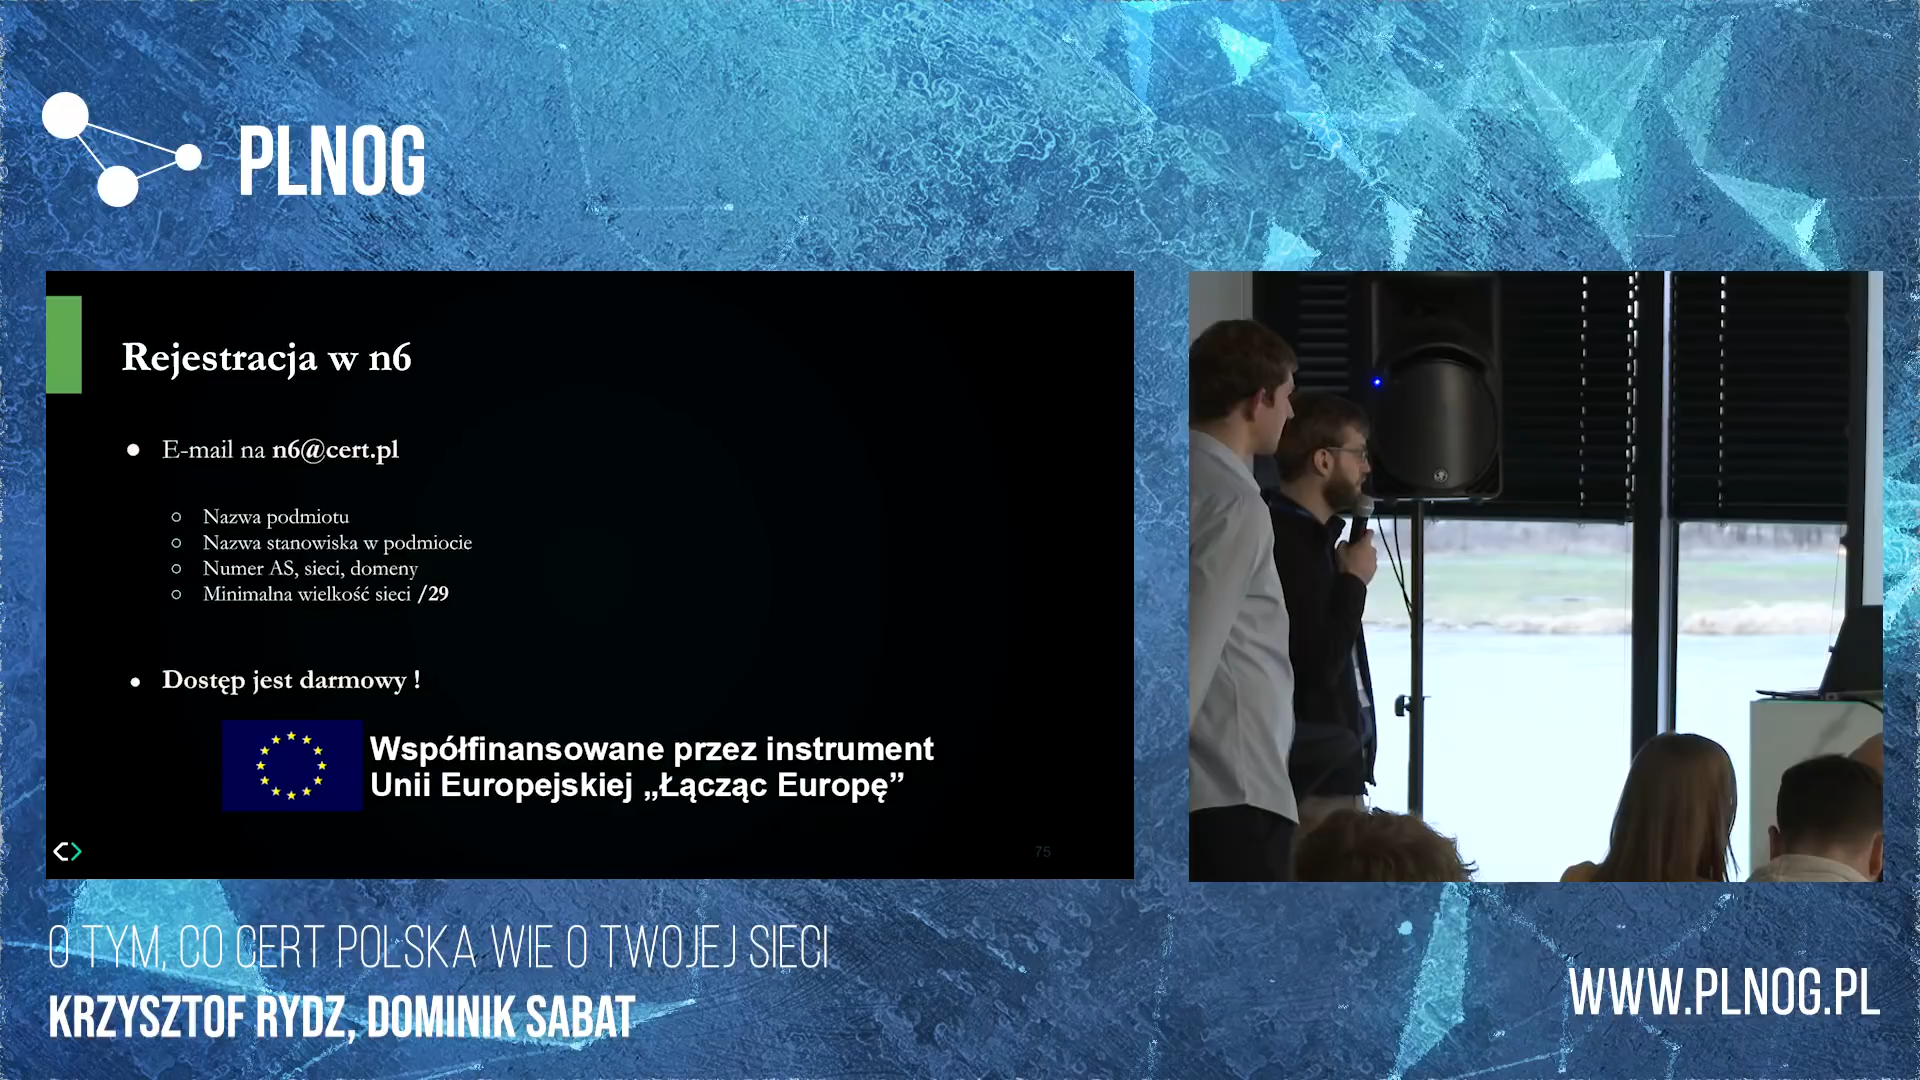 PLNOG
Rejestracja w n6
E-mail na n6@cert.pl
Nazwa podmiotu
Nazwa stanowiska w podmiocie
Numer AS, sieci, domeny
Minimalna wielkość sieci /29
Dostęp jest darmowy !
Współfinansowane przez instrument
Unii Europejskiej „Łącząc Europę”
75
O TYM, CO CERT POLSKA WIE O TWOJEJ SIECI
KRZYSZTOF RYDZ, DOMINIK SABAT
WWW.PLNOG.PL